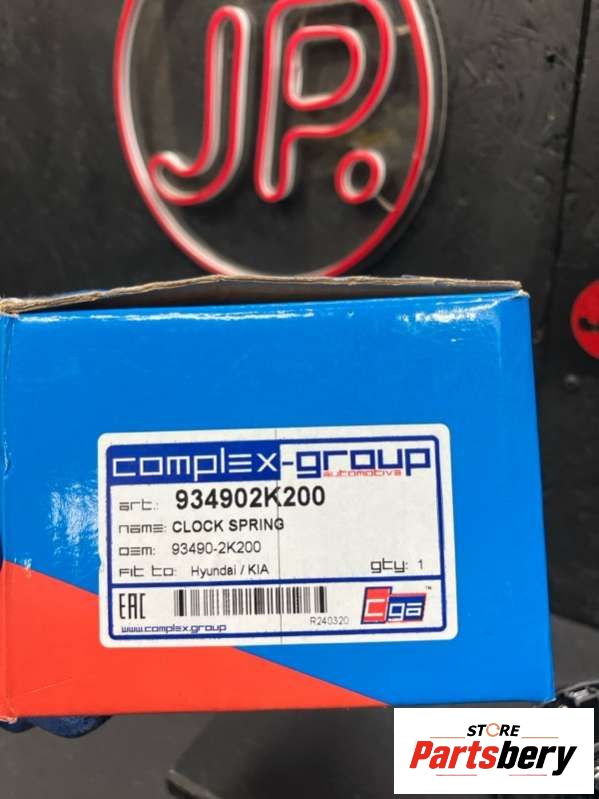 JP.
complex-group
automotive
art.: 934902K200
name: CLOCK SPRING
oem: 93490-2K200
Fit to: Hyundai / KIA
qty: 1
EAC
R240320
cga
™
www.complex.group
STORE
Partsbery